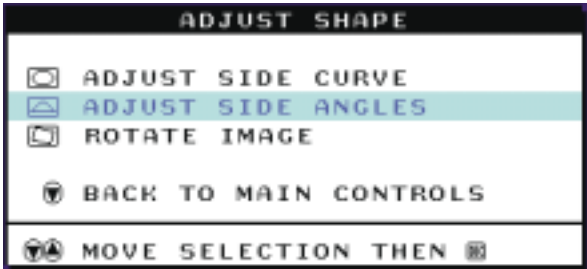 ADJUST SHAPE
ADJUST SIDE CURVE
ADJUST SIDE ANGLES
ROTATE IMAGE
BACK TO MAIN CONTROLS
MOVE SELECTION THEN